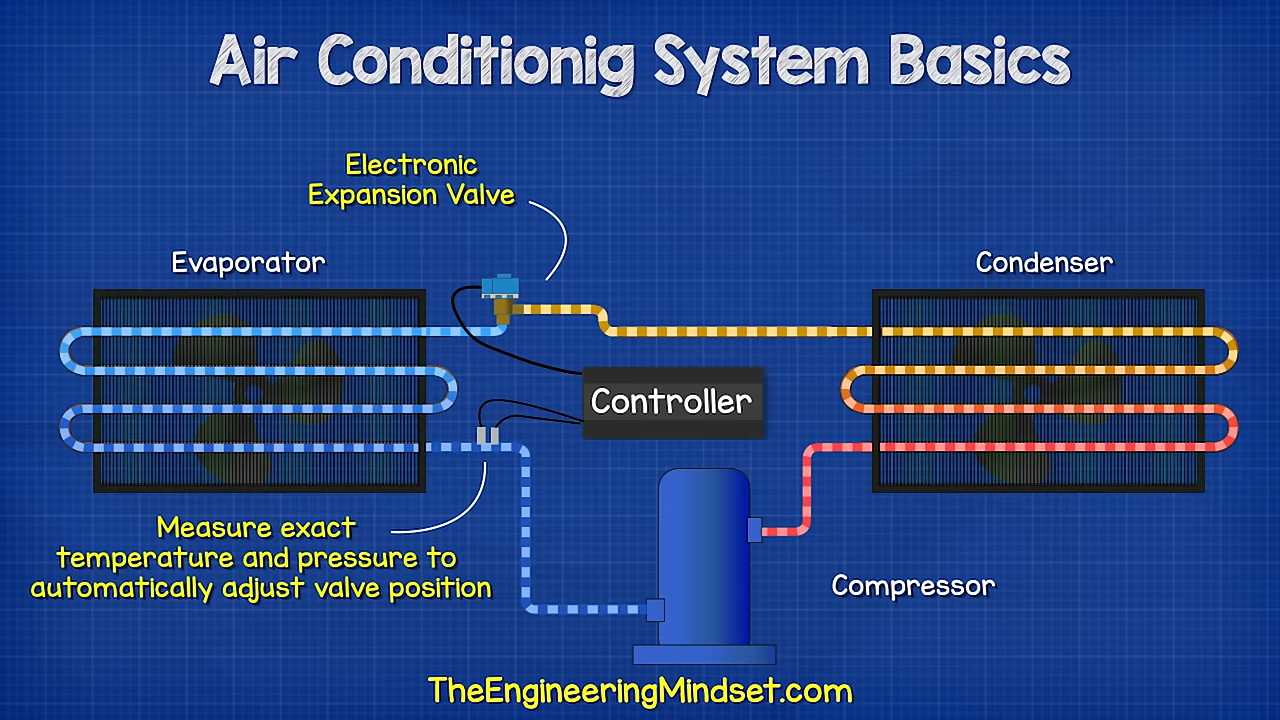 Air Conditionig System Basics
Electronic
Expansion Valve
Evaporator
Condenser
Controller
Measure exact
temperature and pressure to
automatically adjust valve position
Compressor
TheEngineeringMindset.com